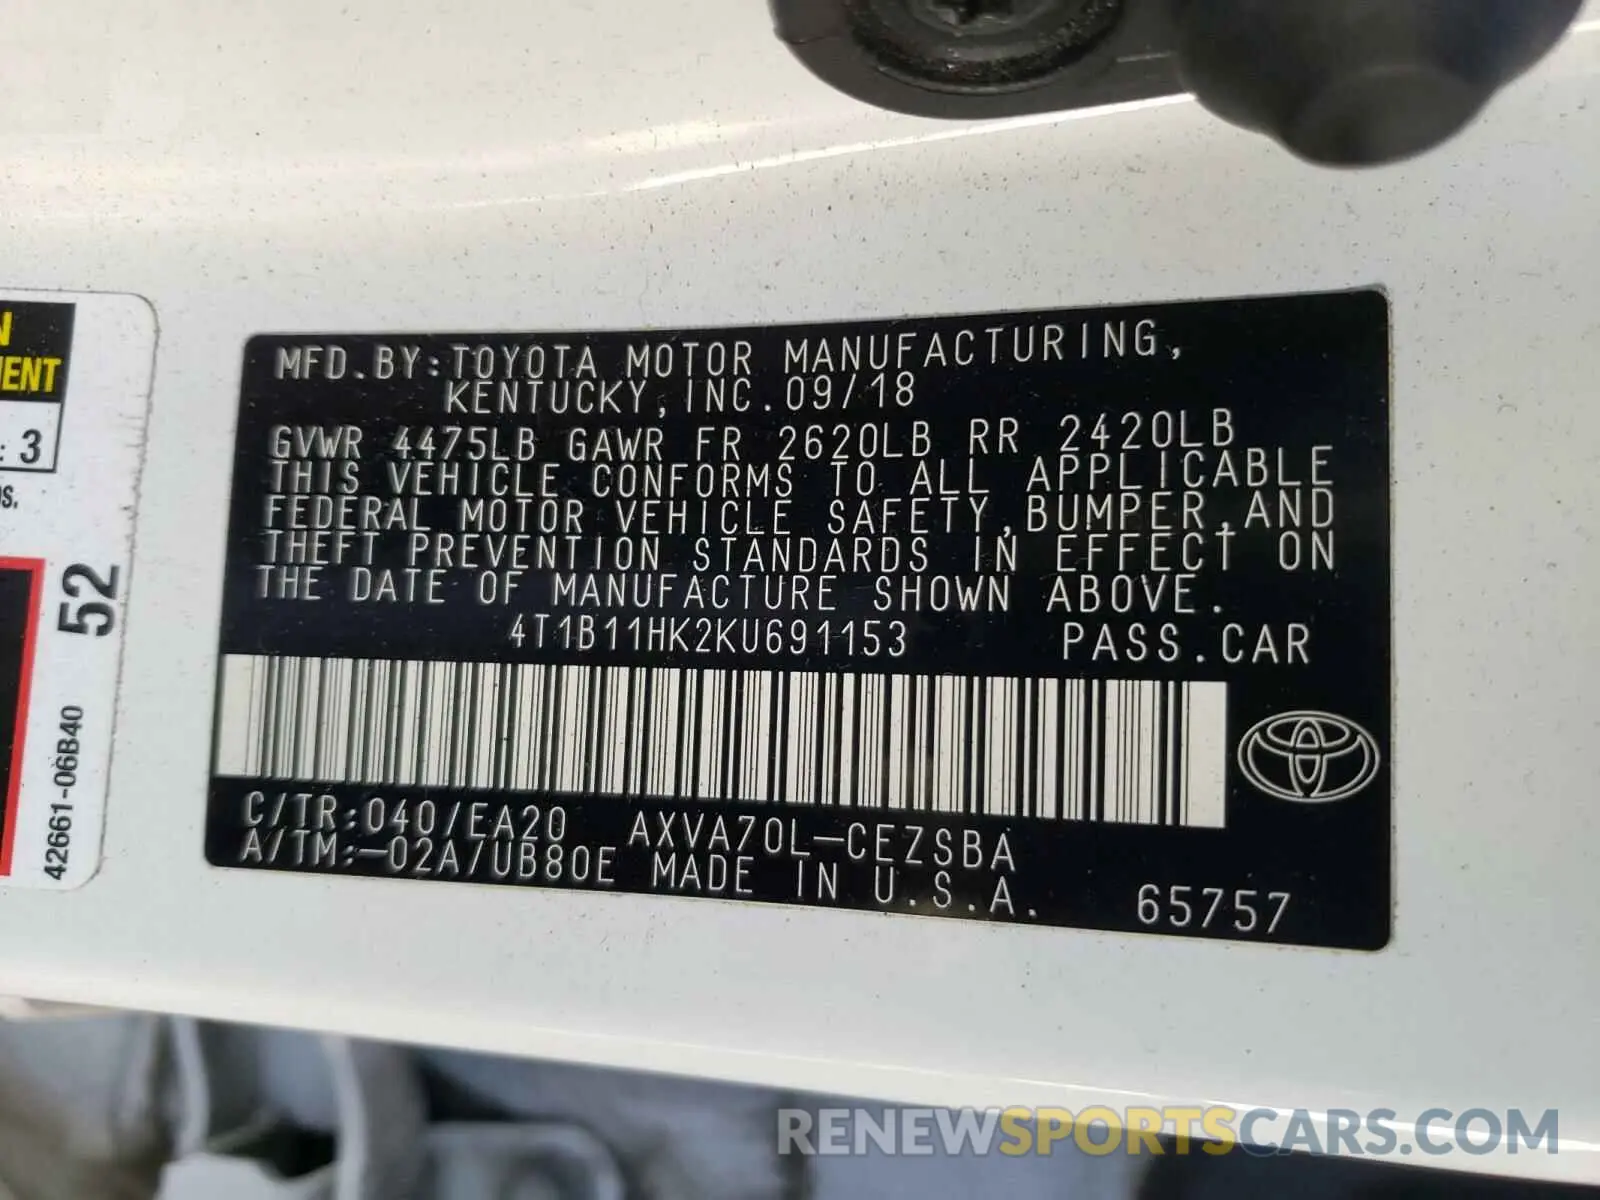 N
MENT
: 3
os.
52
42661-06B40
MFD.BY:TOYOTA MOTOR MANUFACTURING,
KENTUCKY,INC.09/18
GVWR 4475LB GAWR FR 2620LB RR 2420LB
THIS VEHICLE CONFORMS TO ALL APPLICABLE
FEDERAL MOTOR VEHICLE SAFETY,BUMPER,AND
THEFT PREVENTION STANDARDS IN EFFECT ON
THE DATE OF MANUFACTURE SHOWN ABOVE.
4T1B11HK2KU691153 PASS.CAR
C/TR:040/EA20 AXVA70L-CEZSBA
A/TM:-02A/UB80E MADE IN U.S.A. 65757
RENEWSPORTSCARS.COM